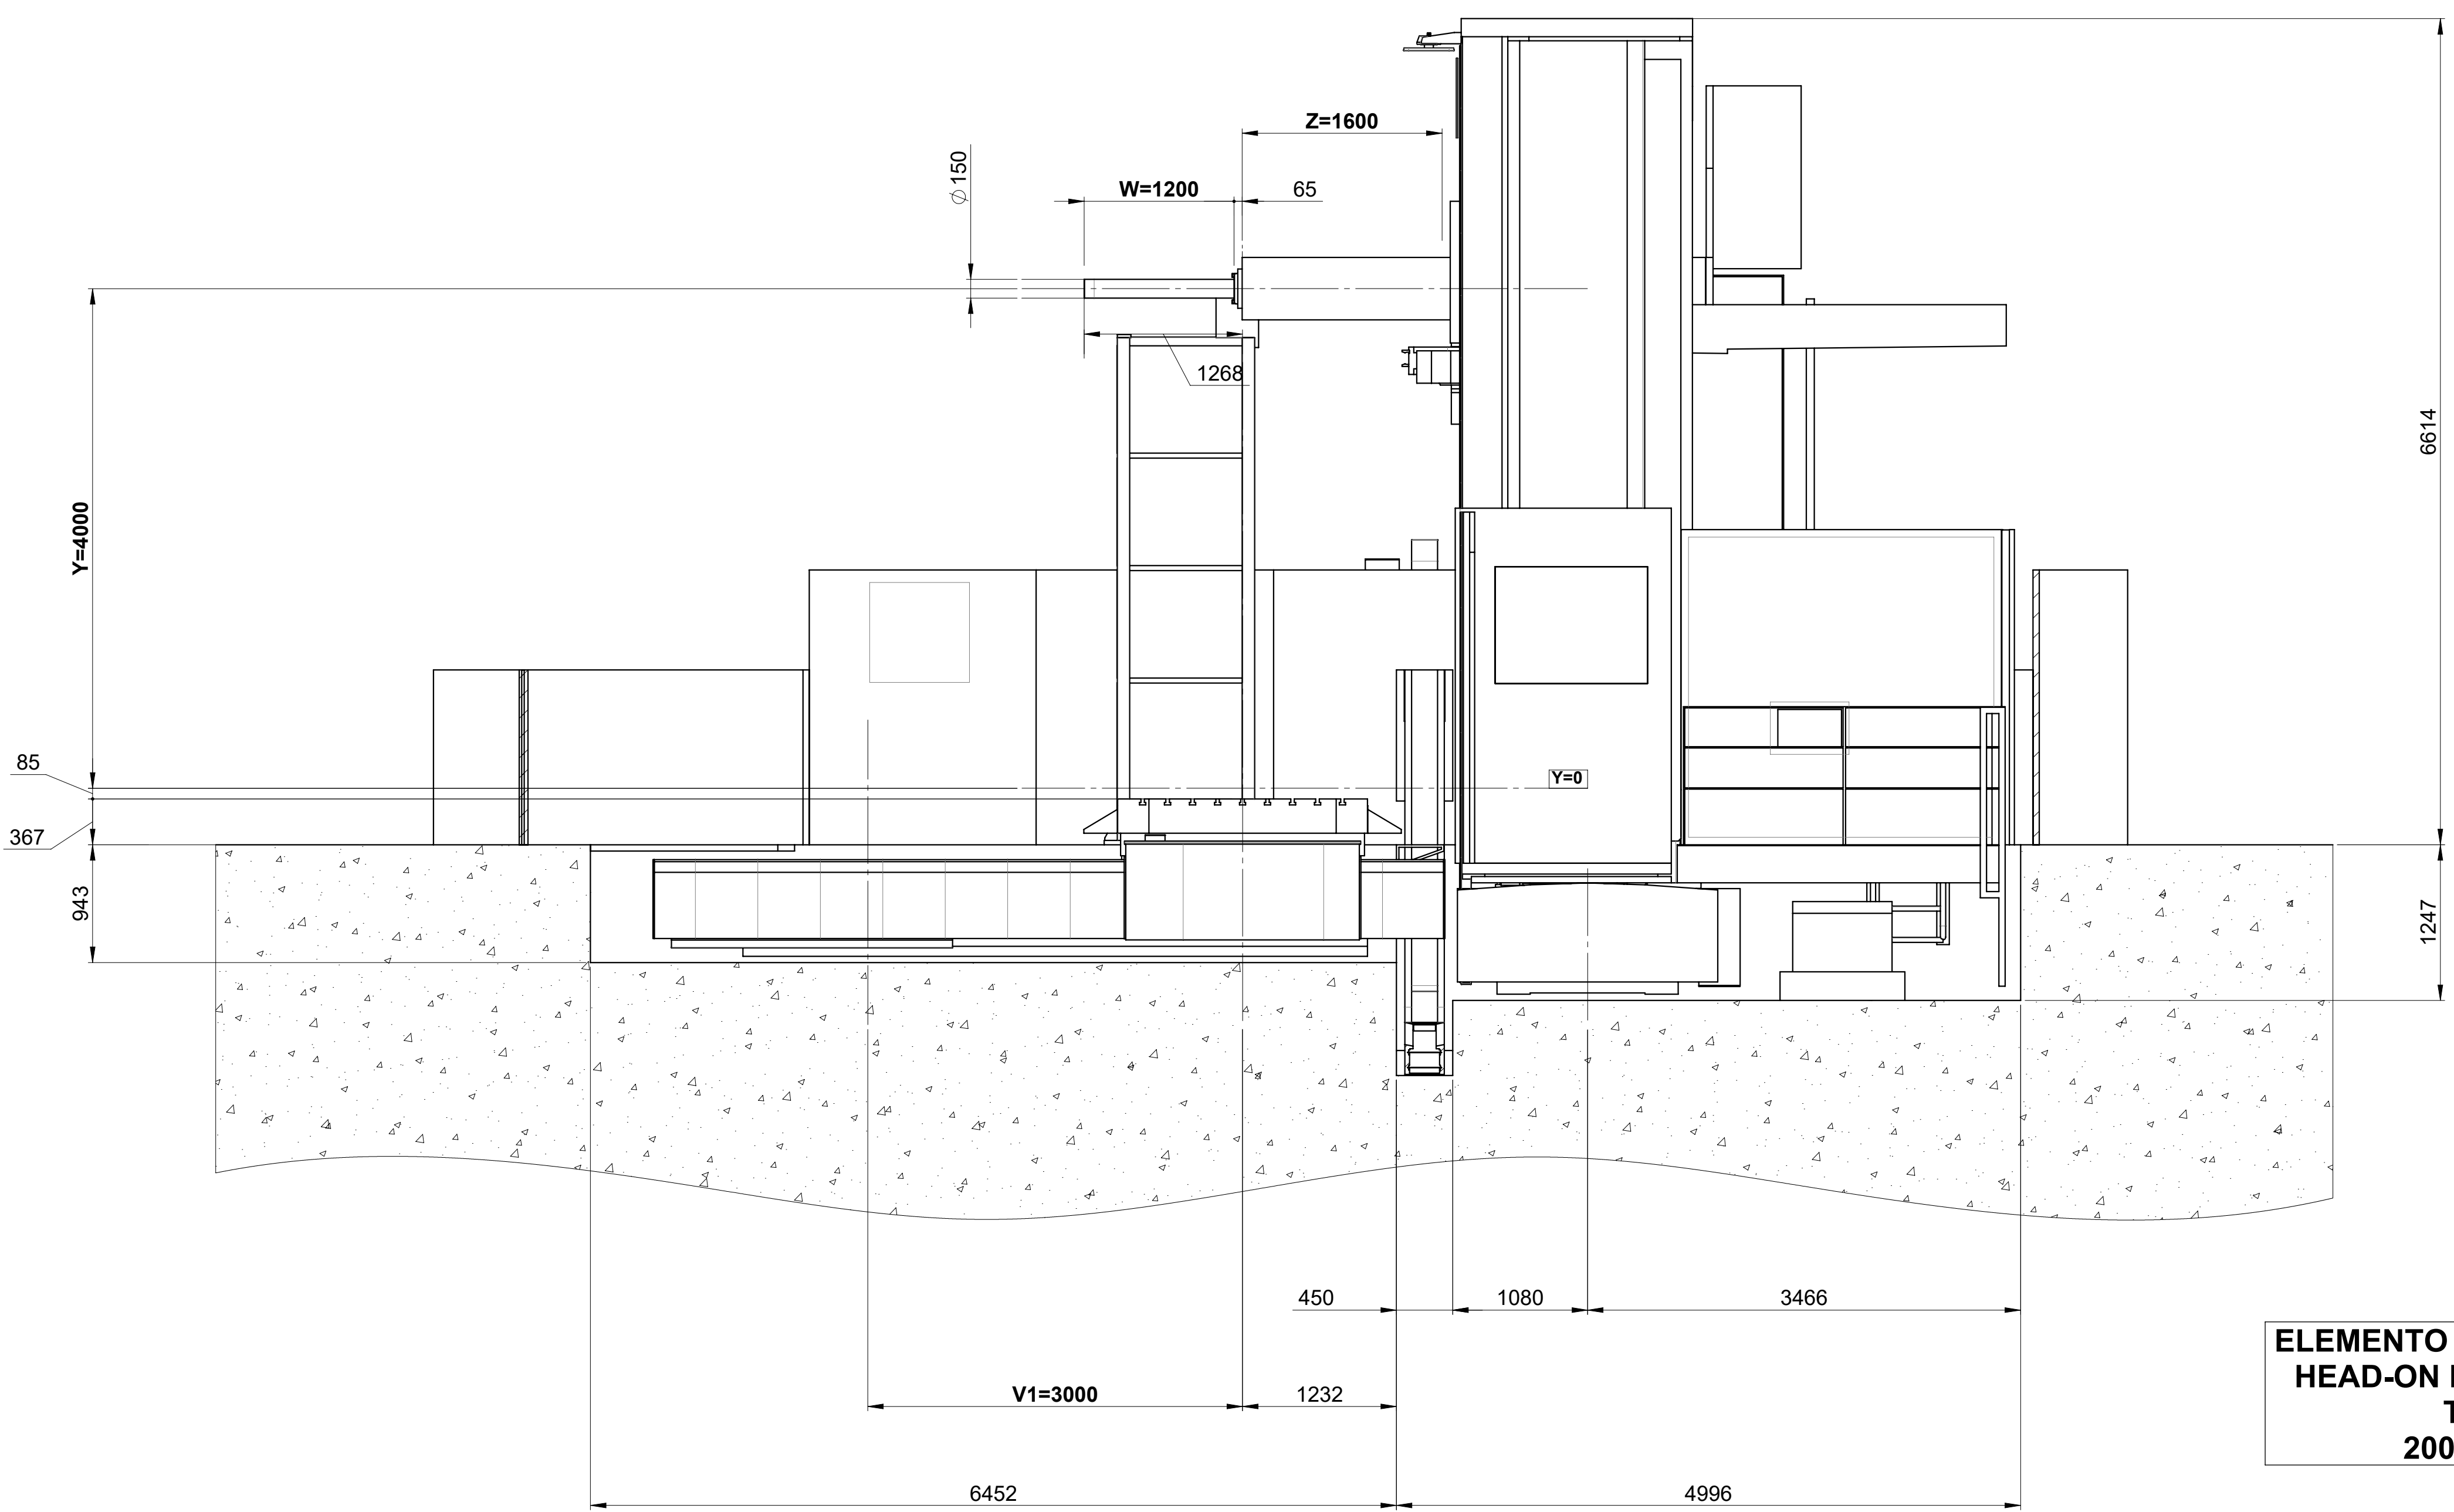 Z=1600
⌀ 150
W=1200
65
1268
6614
Y=4000
85
Y=0
367
943
1247
450
1080
3466
ELEMENTO
HEAD-ON
V1=3000
1232
200
6452
4996